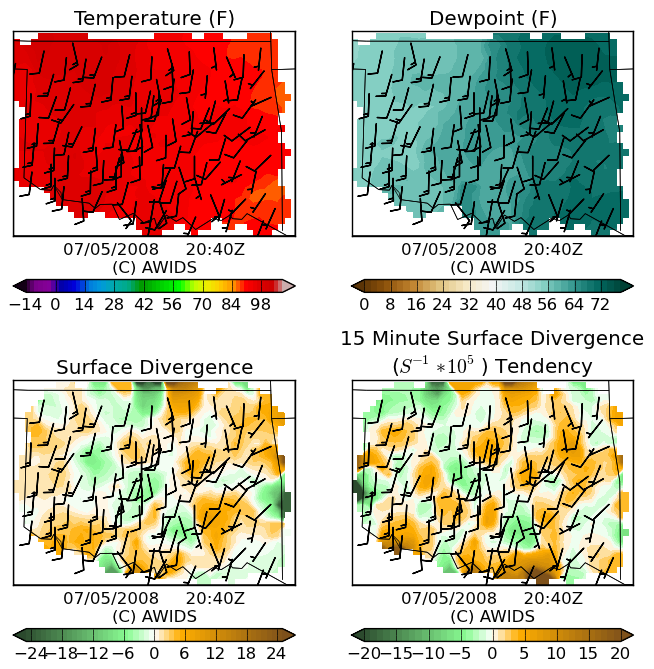 Temperature (F)
Dewpoint (F)
07/05/2008 20:40Z
(C) AWIDS
07/05/2008 20:40Z
(C) AWIDS
−14 0 14 28 42 56 70 84 98
0 8 16 24 32 40 48 56 64 72
Surface Divergence
15 Minute Surface Divergence
(S⁻¹ *10⁵ ) Tendency
07/05/2008 20:40Z
(C) AWIDS
07/05/2008 20:40Z
(C) AWIDS
−24 −18 −12 −6 0 6 12 18 24
−20 −15 −10 −5 0 5 10 15 20